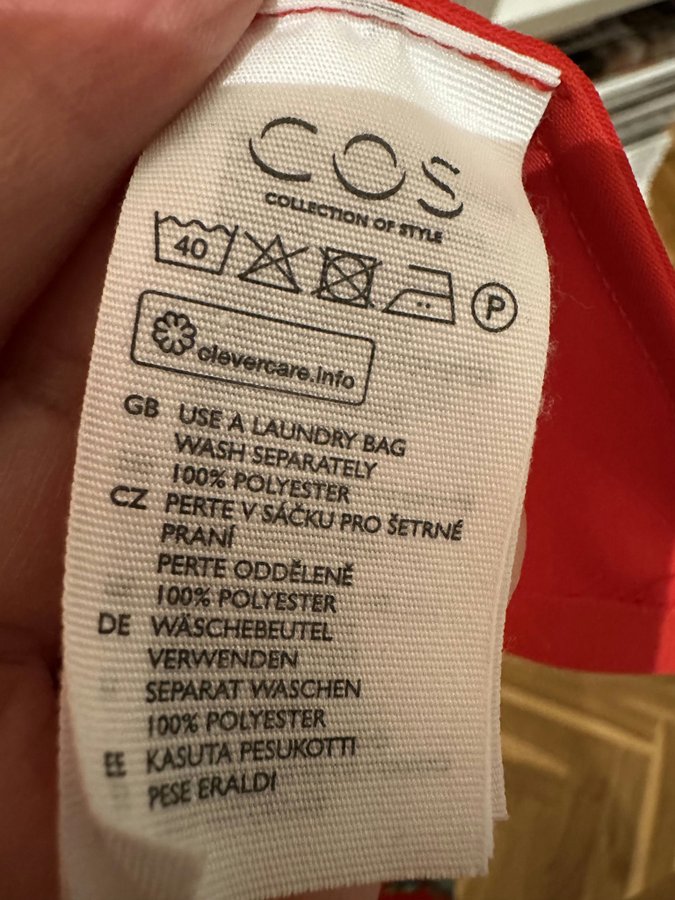 COS
COLLECTION OF STYLE
40
P
clevercare.info
GB USE A LAUNDRY BAG
WASH SEPARATELY
100% POLYESTER
CZ PERTE V SÁČKU PRO ŠETRNÉ
PRANÍ
PERTE ODDĚLENĚ
100% POLYESTER
DE WÄSCHEBEUTEL
VERWENDEN
SEPARAT WASCHEN
100% POLYESTER
EE KASUTA PESUKOTTI
PESE ERALDI